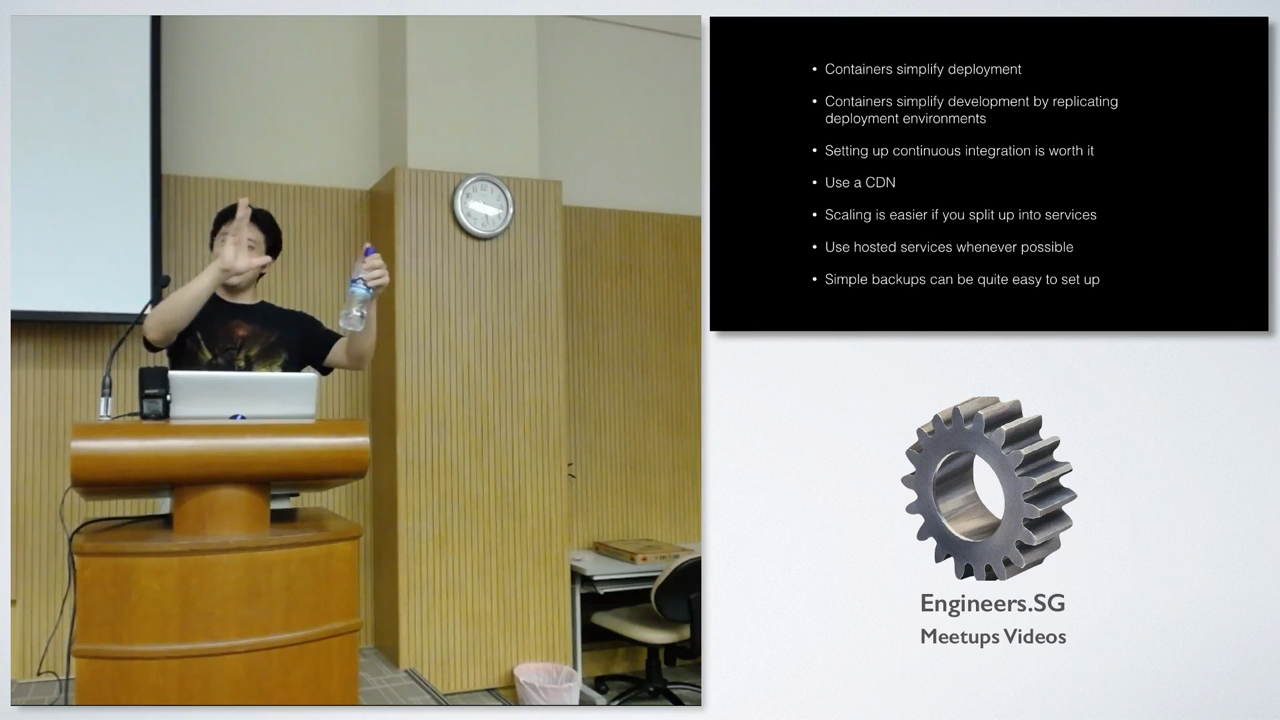 • Containers simplify deployment
• Containers simplify development by replicating
deployment environments
• Setting up continuous integration is worth it
• Use a CDN
• Scaling is easier if you split up into services
• Use hosted services whenever possible
• Simple backups can be quite easy to set up
Engineers.SG
Meetups Videos